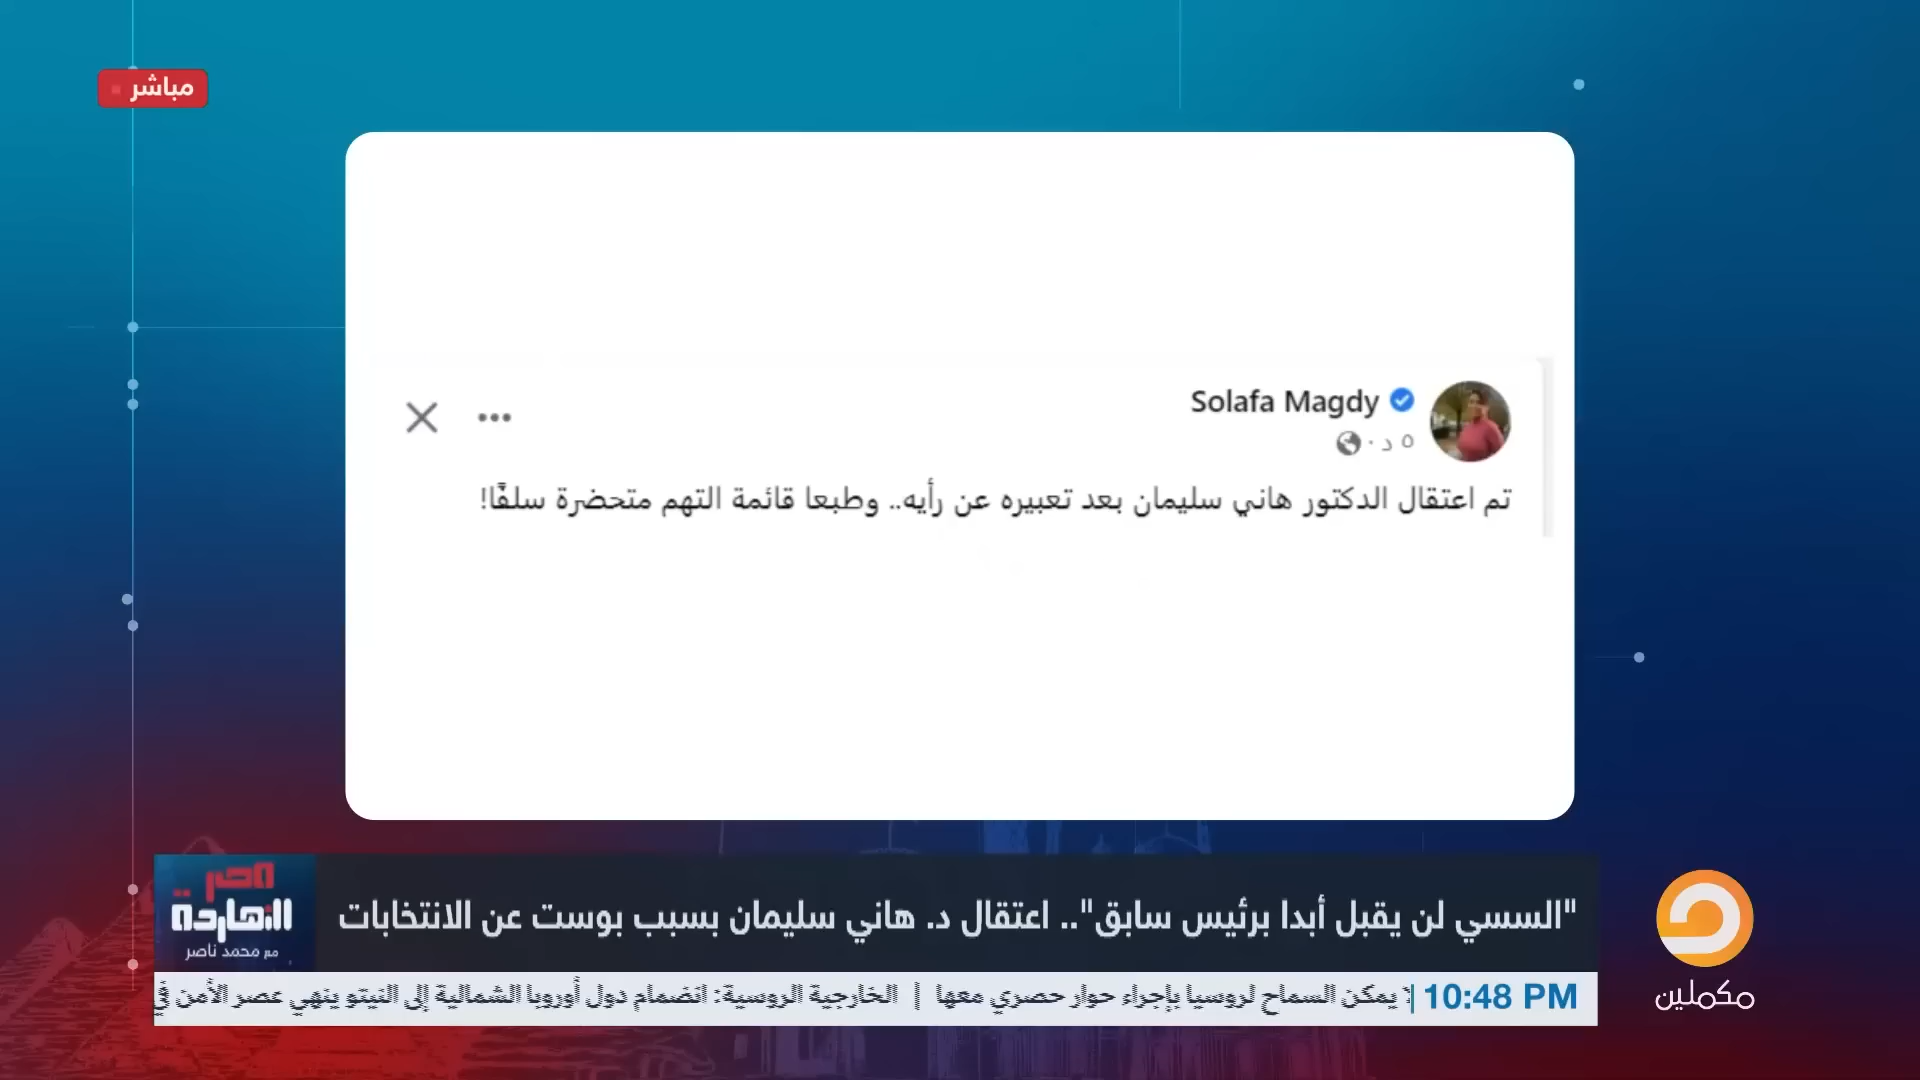 مباشر
Solafa Magdy
٥ د ·
تم اعتقال الدكتور هاني سليمان بعد تعبيره عن رأيه.. وطبعا قائمة التهم متحضرة سلفًا!
"السسي لن يقبل أبدا برئيس سابق".. اعتقال د. هاني سليمان بسبب بوست عن الانتخابات
مصر
النهاردة
مع محمد ناصر
10:48 PM
يمكن السماح لروسيا بإجراء حوار حصري معها | الخارجية الروسية: انضمام دول أوروبا الشمالية إلى النيتو ينهي عصر الأمن في
مكملين